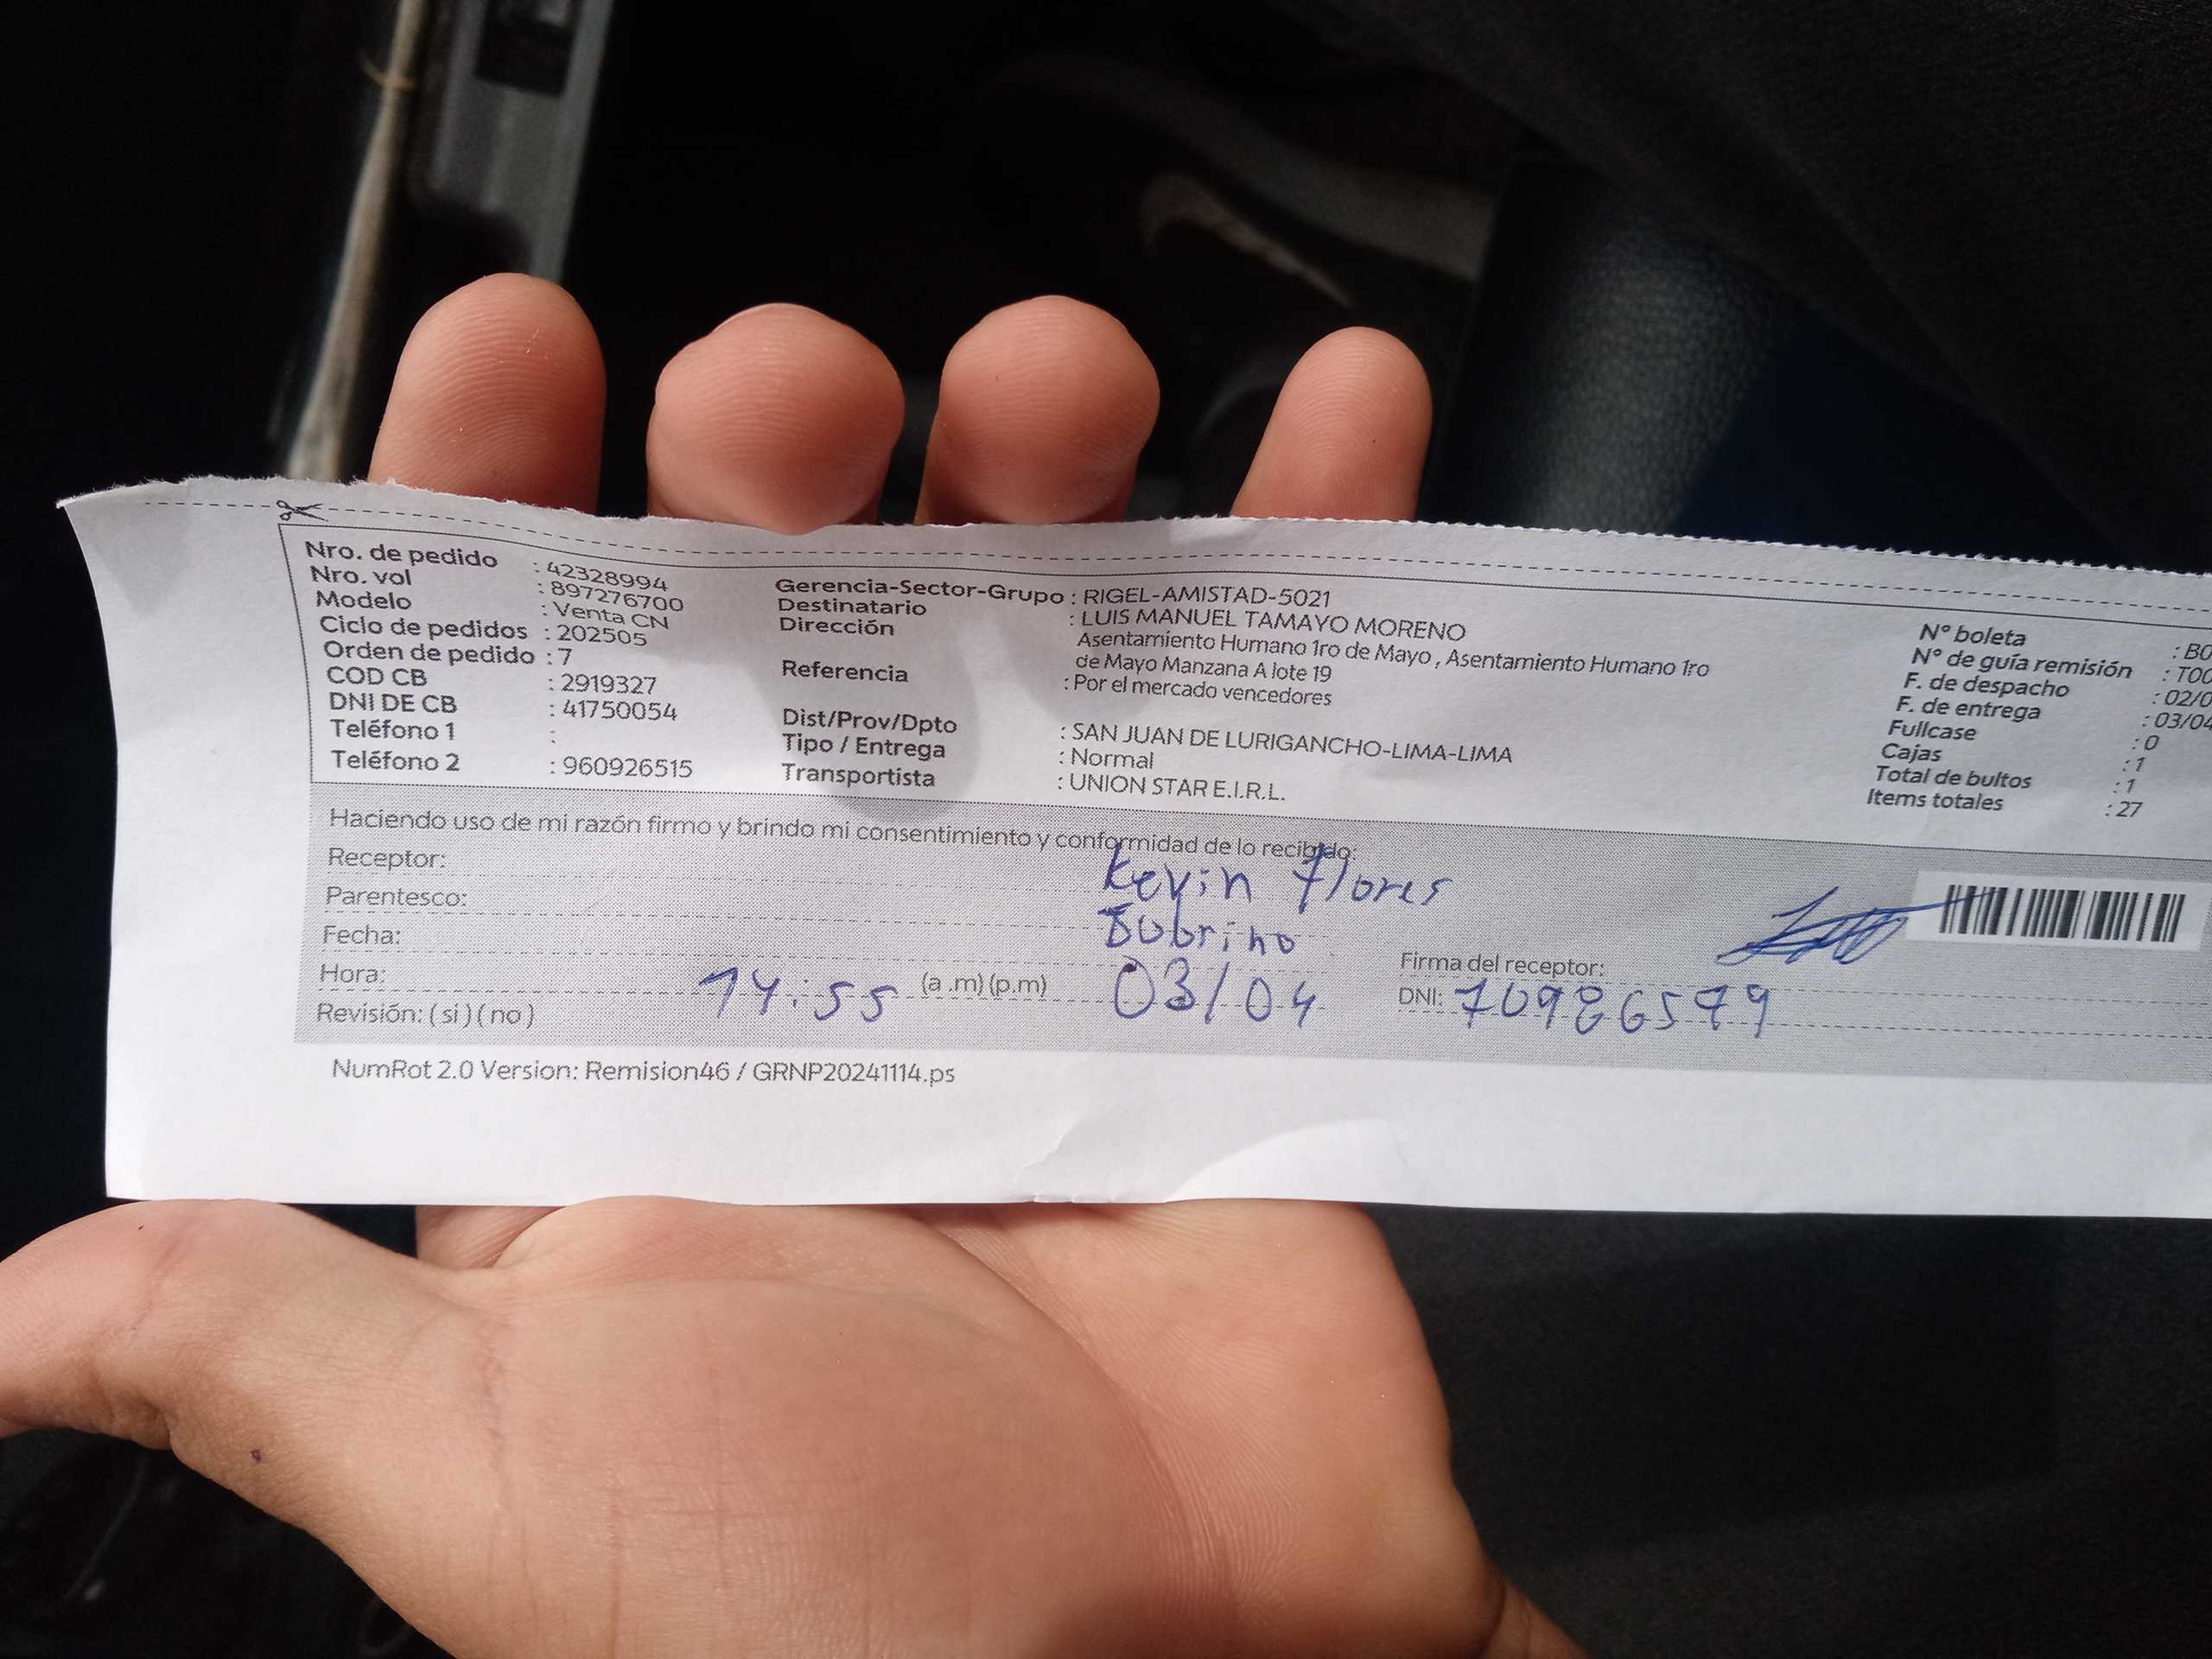 Nro. de pedido : 42328994
Nro. vol : 897276700
Modelo : Venta CN
Ciclo de pedidos : 202505
Orden de pedido : 7
COD CB : 2919327
DNI DE CB : 41750054
Teléfono 1 :
Teléfono 2 : 960926515
Gerencia-Sector-Grupo : RIGEL-AMISTAD-5021
Destinatario : LUIS MANUEL TAMAYO MORENO
Dirección Asentamiento Humano 1ro de Mayo , Asentamiento Humano 1ro
de Mayo Manzana A lote 19
Referencia : Por el mercado vencedores
Dist/Prov/Dpto : SAN JUAN DE LURIGANCHO-LIMA-LIMA
Tipo / Entrega : Normal
Transportista : UNION STAR E.I.R.L.
N° boleta : B0
N° de guía remisión : T00
F. de despacho : 02/0
F. de entrega : 03/04
Fullcase : 0
Cajas : 1
Total de bultos : 1
Items totales : 27
Haciendo uso de mi razón firmo y brindo mi consentimiento y conformidad de lo recibido:
Receptor: Kevin Flores
Parentesco: Sobrino
Fecha: 03/04
Hora: 14:55 (a .m) (p.m)
Revisión: ( si ) ( no )
Firma del receptor:
DNI:
NumRot 2.0 Version: Remision46 / GRNP20241114.ps